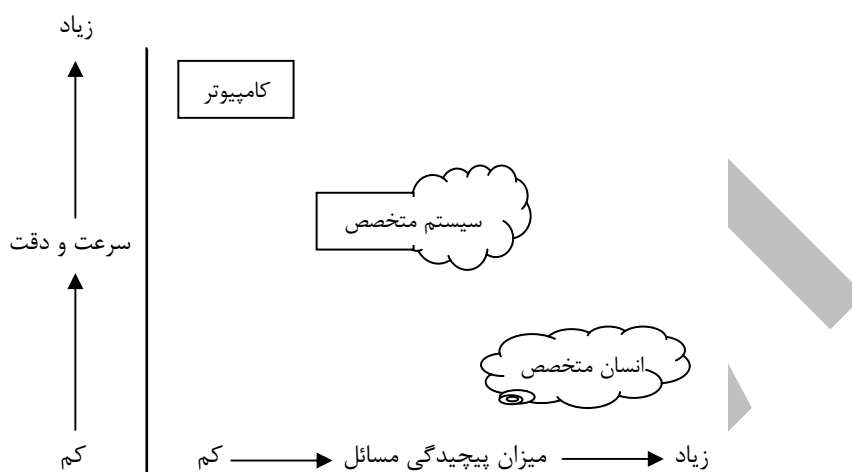 زیاد
کامپیوتر
سیستم متخصص
سرعت و دقت
انسان متخصص
کم
کم
میزان پیچیدگی مسائل
زیاد